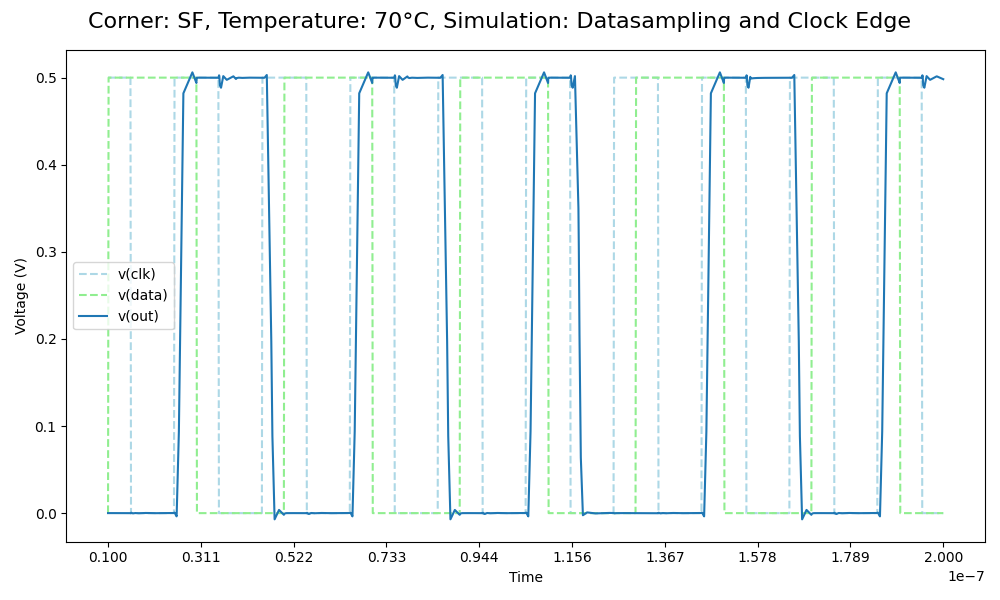 Corner: SF, Temperature: 70°C, Simulation: Datasampling and Clock Edge
Voltage (V)
0.5
0.4
0.3
0.2
0.1
0.0
v(clk)
v(data)
v(out)
0.100 0.311 0.522 0.733 0.944 1.156 1.367 1.578 1.789 2.000
Time
1e−7